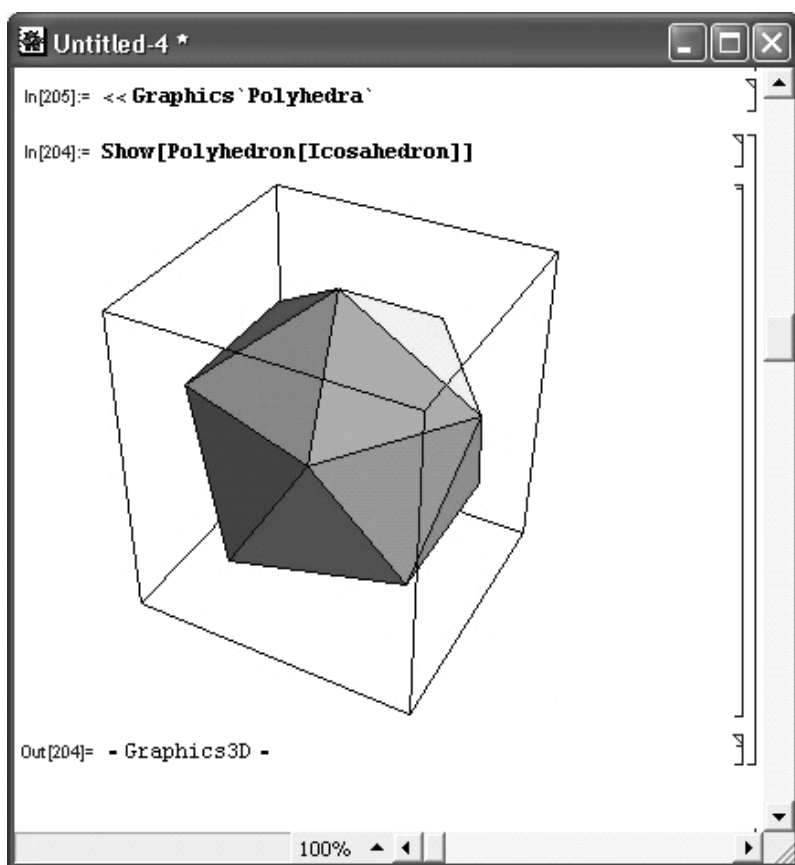 Untitled-4 *
In[205]:= <<Graphics`Polyhedra`
In[204]:= Show[Polyhedron[Icosahedron]]
Out[204]= - Graphics3D -
100%